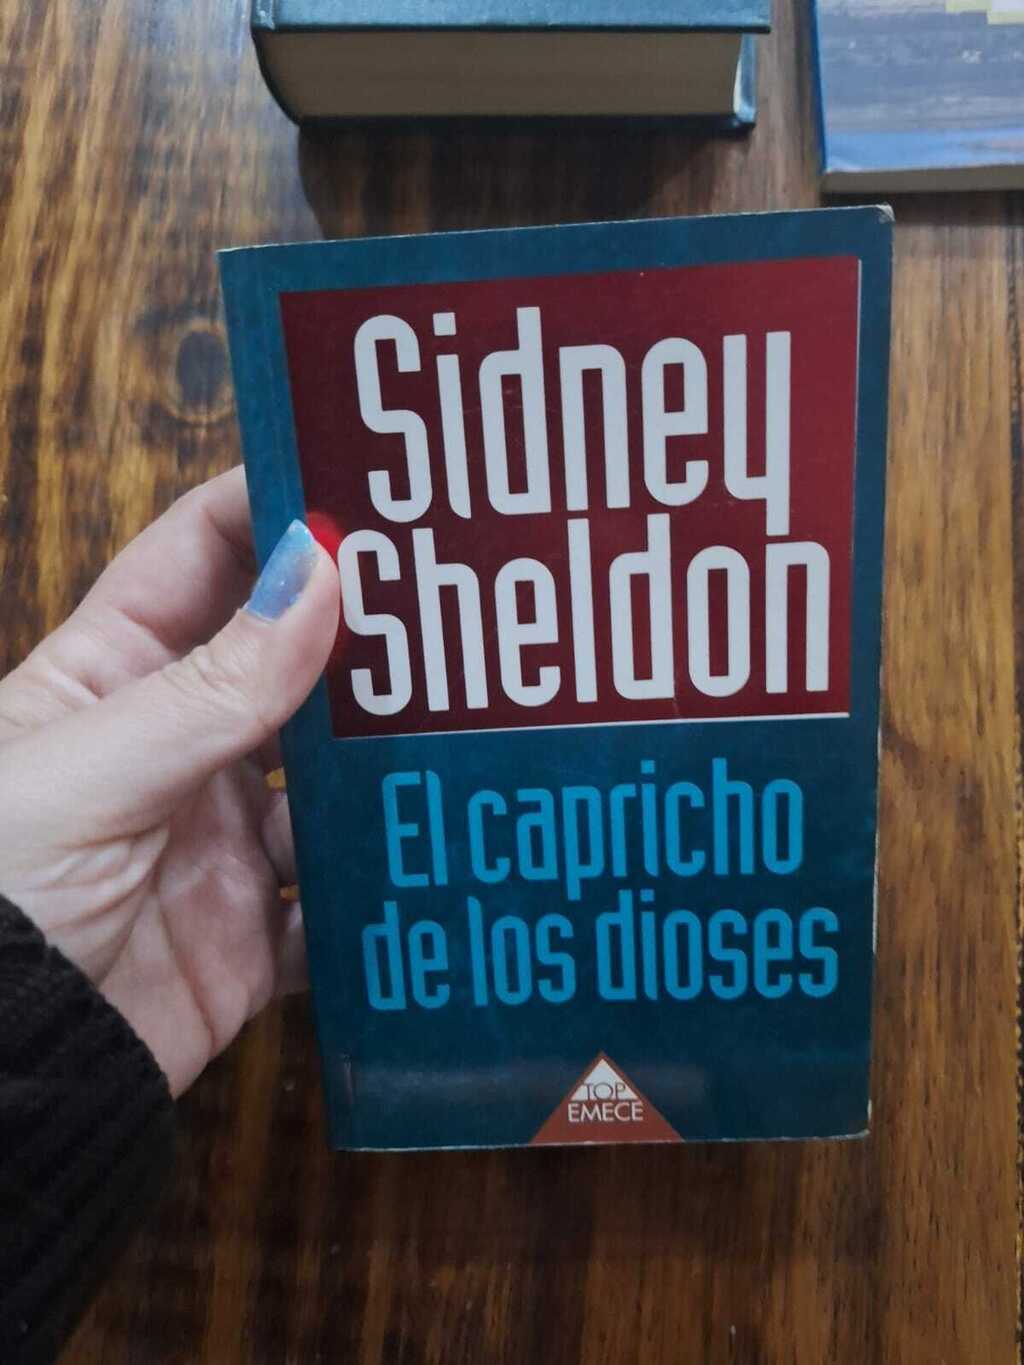 Sidney
Sheldon
El capricho
de los dioses
TOP
EMECE